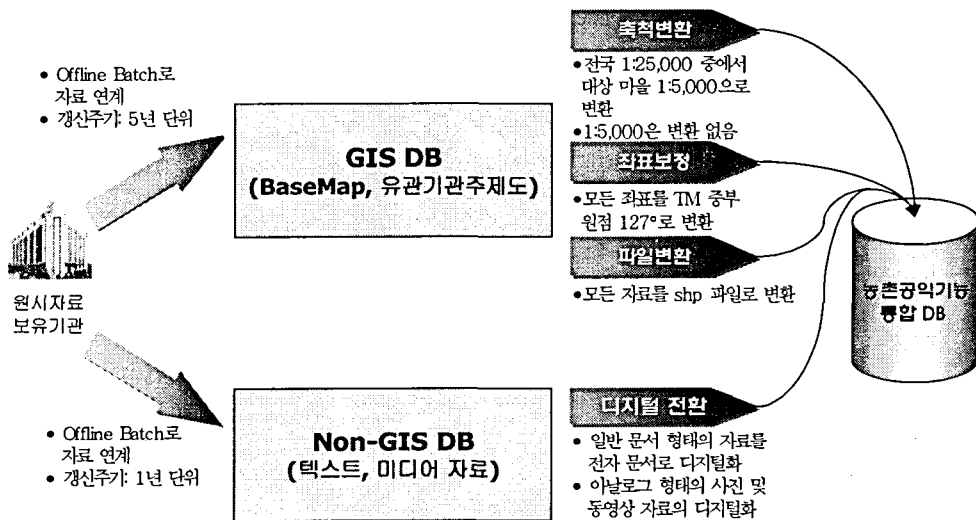 • Offline Batch로
자료 연계
• 갱신주기: 5년 단위
원시자료
보유기관
• Offline Batch로
자료 연계
• 갱신주기: 1년 단위
GIS DB
(BaseMap, 유관기관주제도)
Non-GIS DB
(텍스트, 미디어 자료)
축척변환
•전국 1:25,000 중에서
대상 마을 1:5,000으로
변환
•1:5,000은 변환 없음
좌표보정
•모든 좌표를 TM 중부
원점 127°로 변환
파일변환
•모든 자료를 shp 파일로 변환
디지털 전환
• 일반 문서 형태의 자료를
전자 문서로 디지털화
• 아날로그 형태의 사진 및
동영상 자료의 디지털화
농촌공익기능
통합 DB